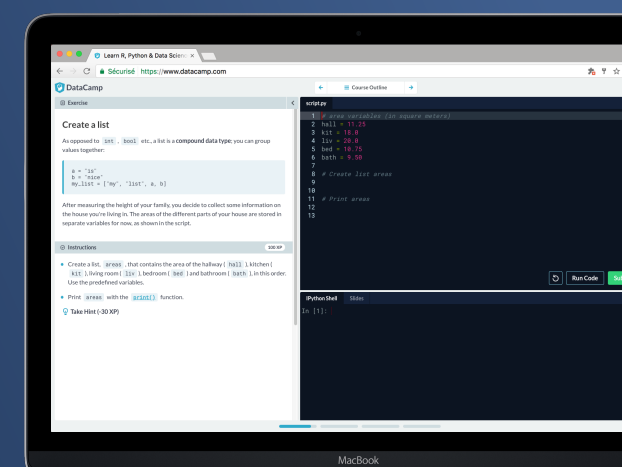 Learn R, Python & Data Scienc
Sécurisé https://www.datacamp.com
DataCamp
Course Outline
Exercise
script.py
Create a list
As opposed to int , bool etc., a list is a compound data type; you can group
values together:
a = "is"
b = "nice"
my_list = ["my", "list", a, b]
After measuring the height of your family, you decide to collect some information on
the house you're living in. The areas of the different parts of your house are stored in
separate variables for now, as shown in the script.
Instructions
100 XP
Create a list, areas , that contains the area of the hallway ( hall ), kitchen (
kit ), living room ( liv ), bedroom ( bed ) and bathroom ( bath ), in this order.
Use the predefined variables.
Print areas with the print() function.
Take Hint (-30 XP)
1 # area variables (in square meters)
2 hall = 11.25
3 kit = 18.0
4 liv = 20.0
5 bed = 10.75
6 bath = 9.50
7
8 # Create list areas
9
10
11 # Print areas
12
13
Run Code
Su
IPython Shell Slides
In [1]:
MacBook